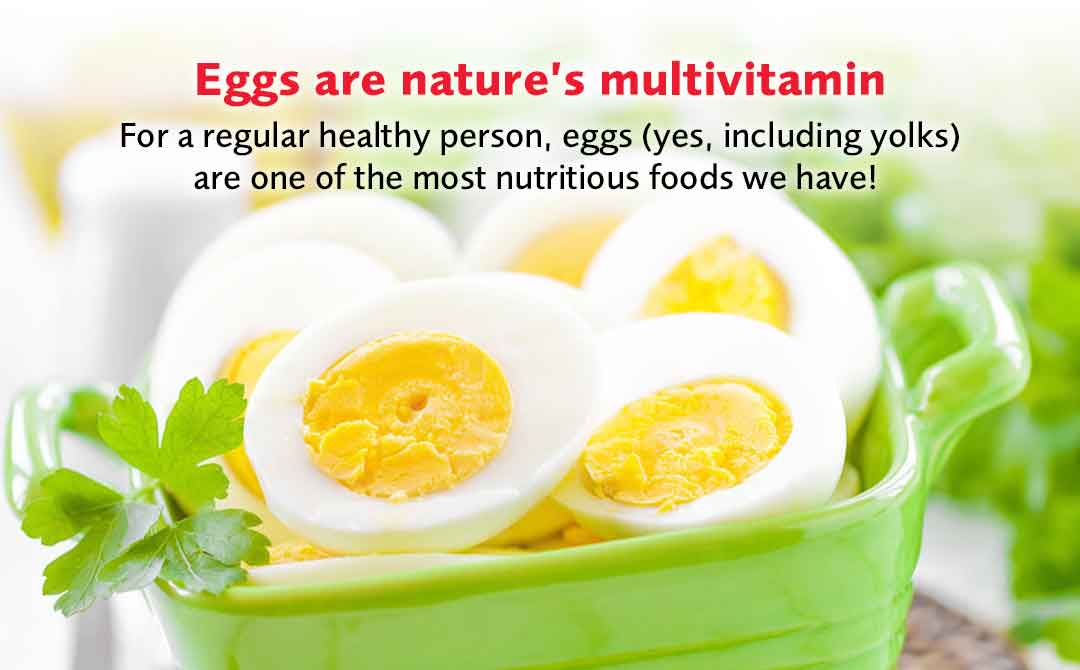 Eggs are nature's multivitamin
For a regular healthy person, eggs (yes, including yolks)
are one of the most nutritious foods we have!